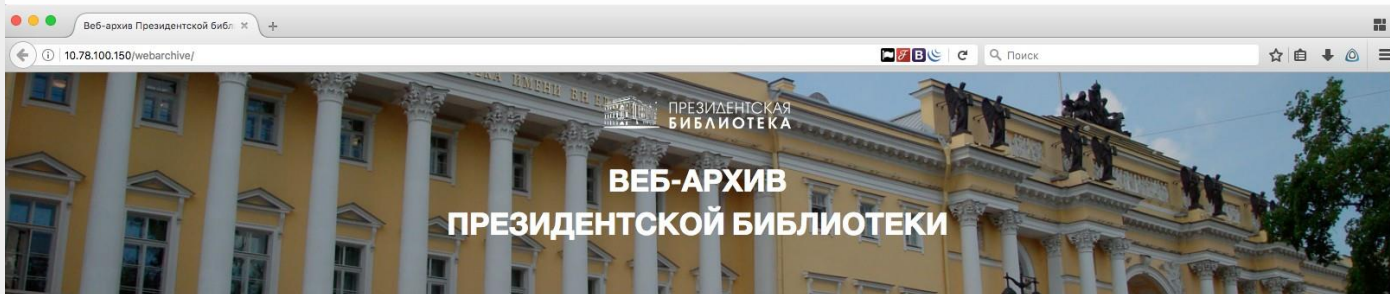 Веб-архив Президентской библ
10.78.100.150/webarchive/
Поиск
ПРЕЗИДЕНТСКАЯ
БИБЛИОТЕКА
ВЕБ-АРХИВ
ПРЕЗИДЕНТСКОЙ БИБЛИОТЕКИ